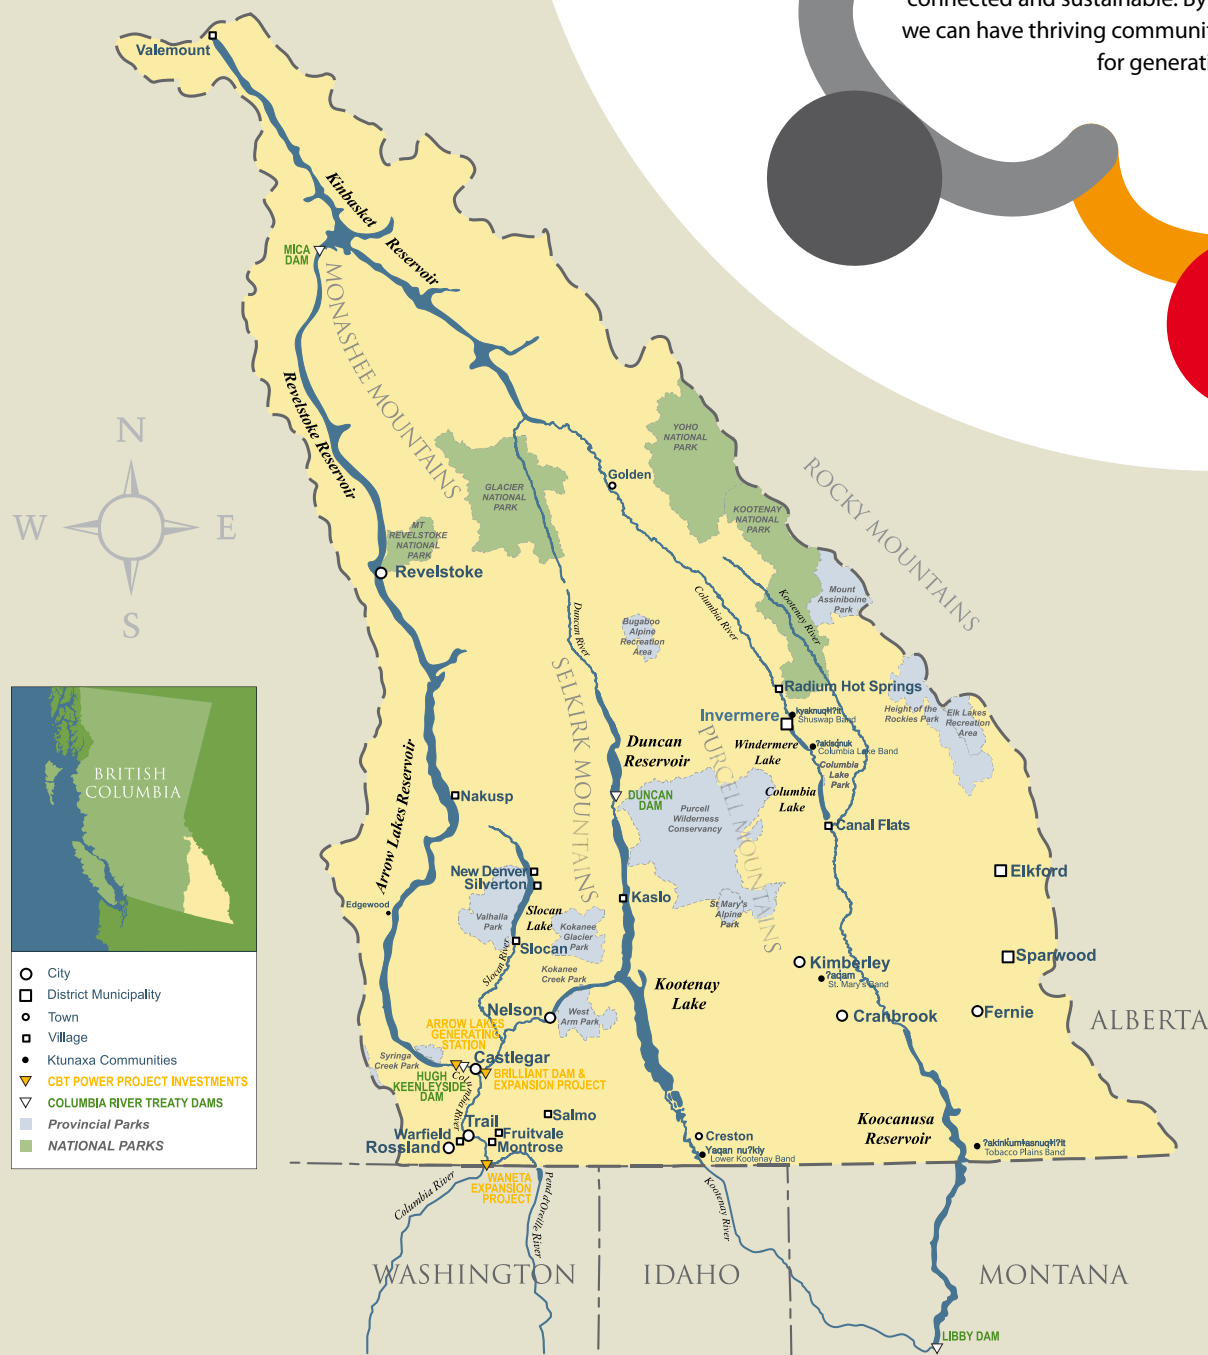 connected and sustainable. By
we can have thriving communit
for generati
Valemount
Kinbasket
Reservoir
MICA
DAM
MONASHEE MOUNTAINS
Revelstoke Reservoir
YOHO
NATIONAL
PARK
ROCKY MOUNTAINS
N
W
E
S
Golden
GLACIER
NATIONAL
PARK
KOOTENAY
NATIONAL
PARK
MT
REVELSTOKE
NATIONAL
PARK
Revelstoke
Columbia River
Kootenay River
Mount
Assiniboine
Park
Duncan River
Bugaboo
Alpine
Recreation
Area
SELKIRK MOUNTAINS
Radium Hot Springs
Height of the
Rockies Park
Elk Lakes
Recreation
Area
Invermere
Shuswap Band
Duncan
Reservoir
PURCELL MOUNTAINS
Windermere
Lake
Columbia Lake Band
Columbia
Lake
Park
BRITISH
COLUMBIA
Arrow Lakes Reservoir
Nakusp
DUNCAN
DAM
Purcell
Wilderness
Conservancy
Columbia
Lake
Canal Flats
New Denver
Silverton
Elkford
Edgewood
Valhalla
Park
Slocan
Lake
Kokanee
Glacier
Park
Kaslo
St Mary's
Alpine
Park
Slocan
Slocan River
Kokanee
Creek Park
Kimberley
?aq̓am
St. Mary's Band
Sparwood
Kootenay
Lake
Nelson
West
Arm Park
Cranbrook
Fernie
ALBERTA
City
District Municipality
Town
Village
Ktunaxa Communities
CBT POWER PROJECT INVESTMENTS
COLUMBIA RIVER TREATY DAMS
Provincial Parks
NATIONAL PARKS
ARROW LAKES
GENERATING
STATION
Syringa
Creek Park
Castlegar
HUGH
KEENLEYSIDE
DAM
BRILLIANT DAM &
EXPANSION PROJECT
Columbia River
Salmo
Trail
Warfield
Rossland
Fruitvale
Montrose
Creston
Yaqan nu?kiy
Lower Kootenay Band
Koocanusa
Reservoir
Tobacco Plains Band
WANETA
EXPANSION
PROJECT
Columbia River
Pend d'Oreille River
Kootenay River
WASHINGTON
IDAHO
MONTANA
LIBBY DAM